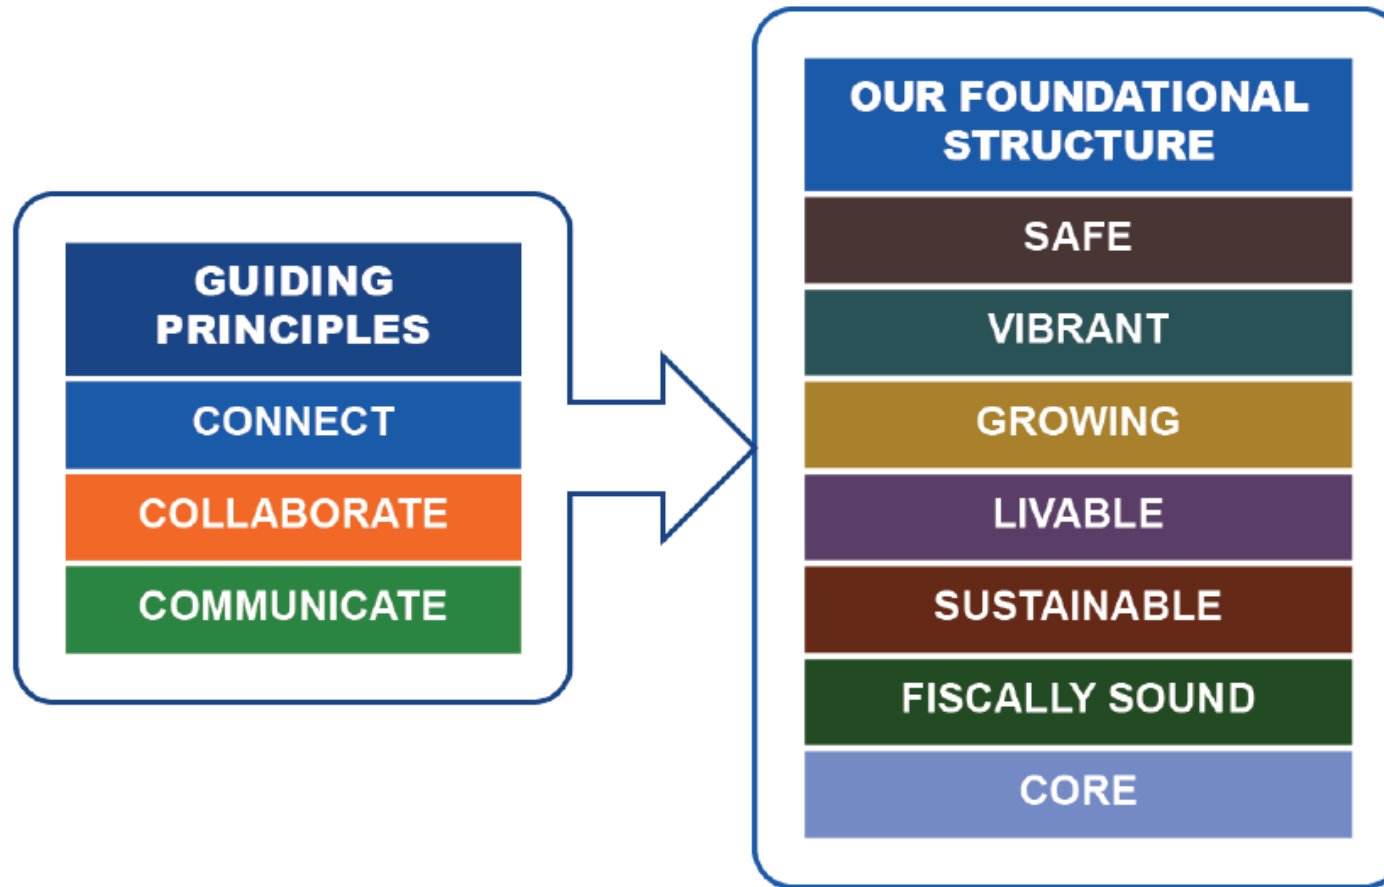 GUIDING
PRINCIPLES
CONNECT
COLLABORATE
COMMUNICATE
OUR FOUNDATIONAL
STRUCTURE
SAFE
VIBRANT
GROWING
LIVABLE
SUSTAINABLE
FISCALLY SOUND
CORE